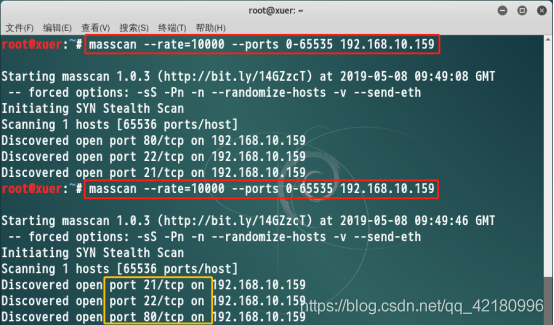 root@xuer: ~
文件(F) 编辑(E) 查看(V) 搜索(S) 终端(T) 帮助(H)
root@xuer:~# masscan --rate=10000 --ports 0-65535 192.168.10.159
Starting masscan 1.0.3 (http://bit.ly/14GZzcT) at 2019-05-08 09:49:08 GMT
-- forced options: -sS -Pn -n --randomize-hosts -v --send-eth
Initiating SYN Stealth Scan
Scanning 1 hosts [65536 ports/host]
Discovered open port 80/tcp on 192.168.10.159
Discovered open port 22/tcp on 192.168.10.159
Discovered open port 21/tcp on 192.168.10.159
root@xuer:~# masscan --rate=10000 --ports 0-65535 192.168.10.159
Starting masscan 1.0.3 (http://bit.ly/14GZzcT) at 2019-05-08 09:49:46 GMT
-- forced options: -sS -Pn -n --randomize-hosts -v --send-eth
Initiating SYN Stealth Scan
Scanning 1 hosts [65536 ports/host]
Discovered open port 21/tcp on 192.168.10.159
Discovered open port 22/tcp on 192.168.10.159
Discovered open port 80/tcp on 192.168.10.159
https://blog.csdn.net/qq_42180996